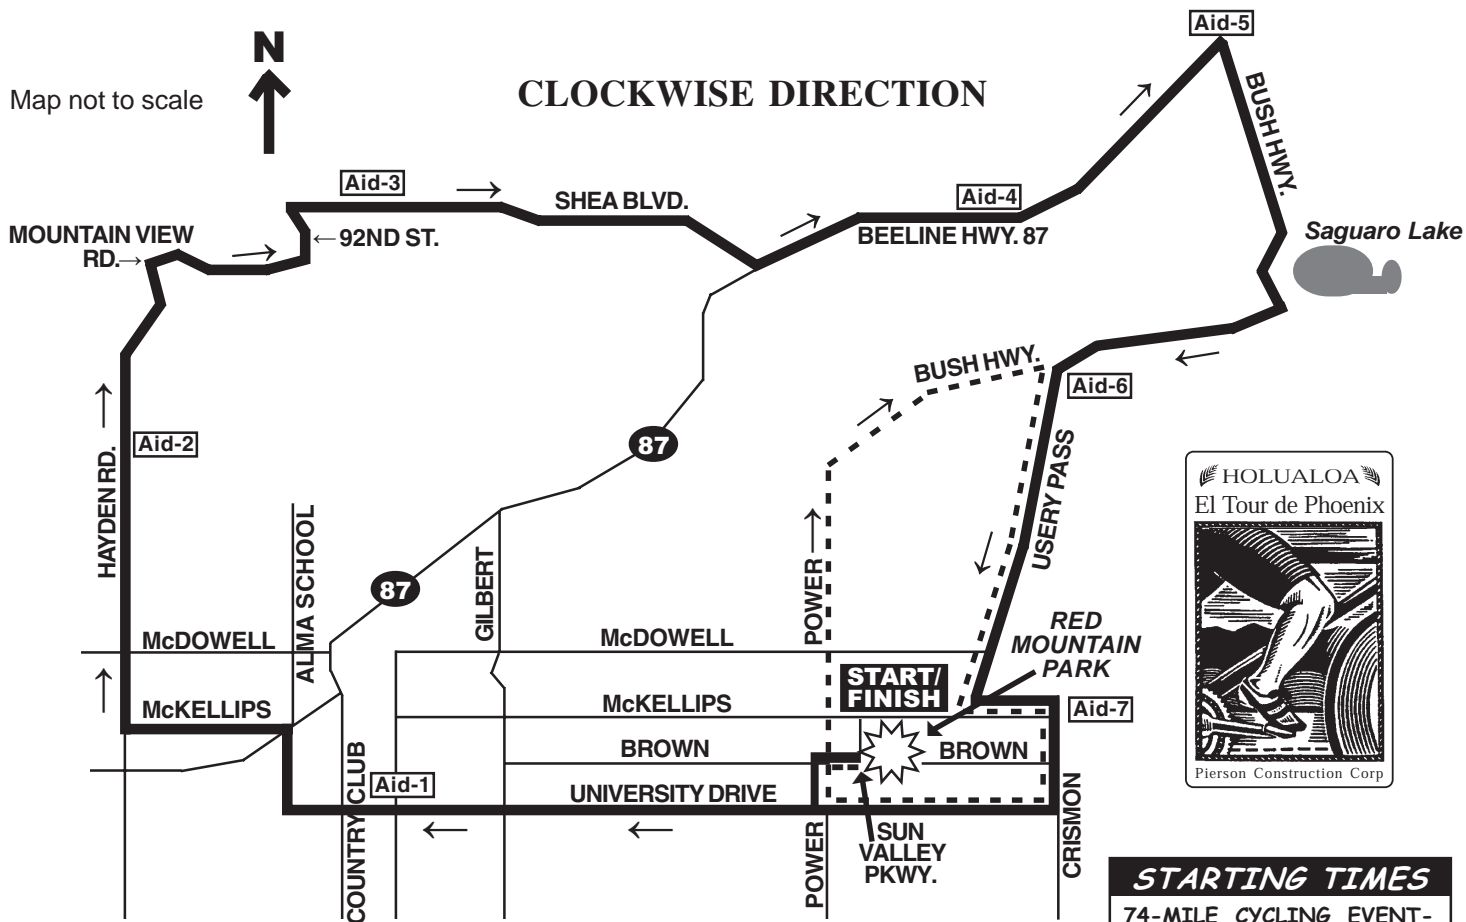 Aid-5
N
Map not to scale
CLOCKWISE DIRECTION
BUSH HWY.
Aid-3
SHEA BLVD.
Aid-4
MOUNTAIN VIEW
RD.→
←92ND ST.
BEELINE HWY. 87
Saguaro Lake
BUSH HWY.
Aid-6
Aid-2
87
HAYDEN RD.
USERY PASS
HOLUALOA
El Tour de Phoenix
Pierson Construction Corp
ALMA SCHOOL
87
GILBERT
POWER
McDOWELL
McDOWELL
RED
MOUNTAIN
PARK
START/
FINISH
McKELLIPS
McKELLIPS
Aid-7
BROWN
BROWN
COUNTRY CLUB
Aid-1
UNIVERSITY DRIVE
CRISMON
POWER
SUN
VALLEY
PKWY.
STARTING TIMES
74-MILE CYCLING EVENT-